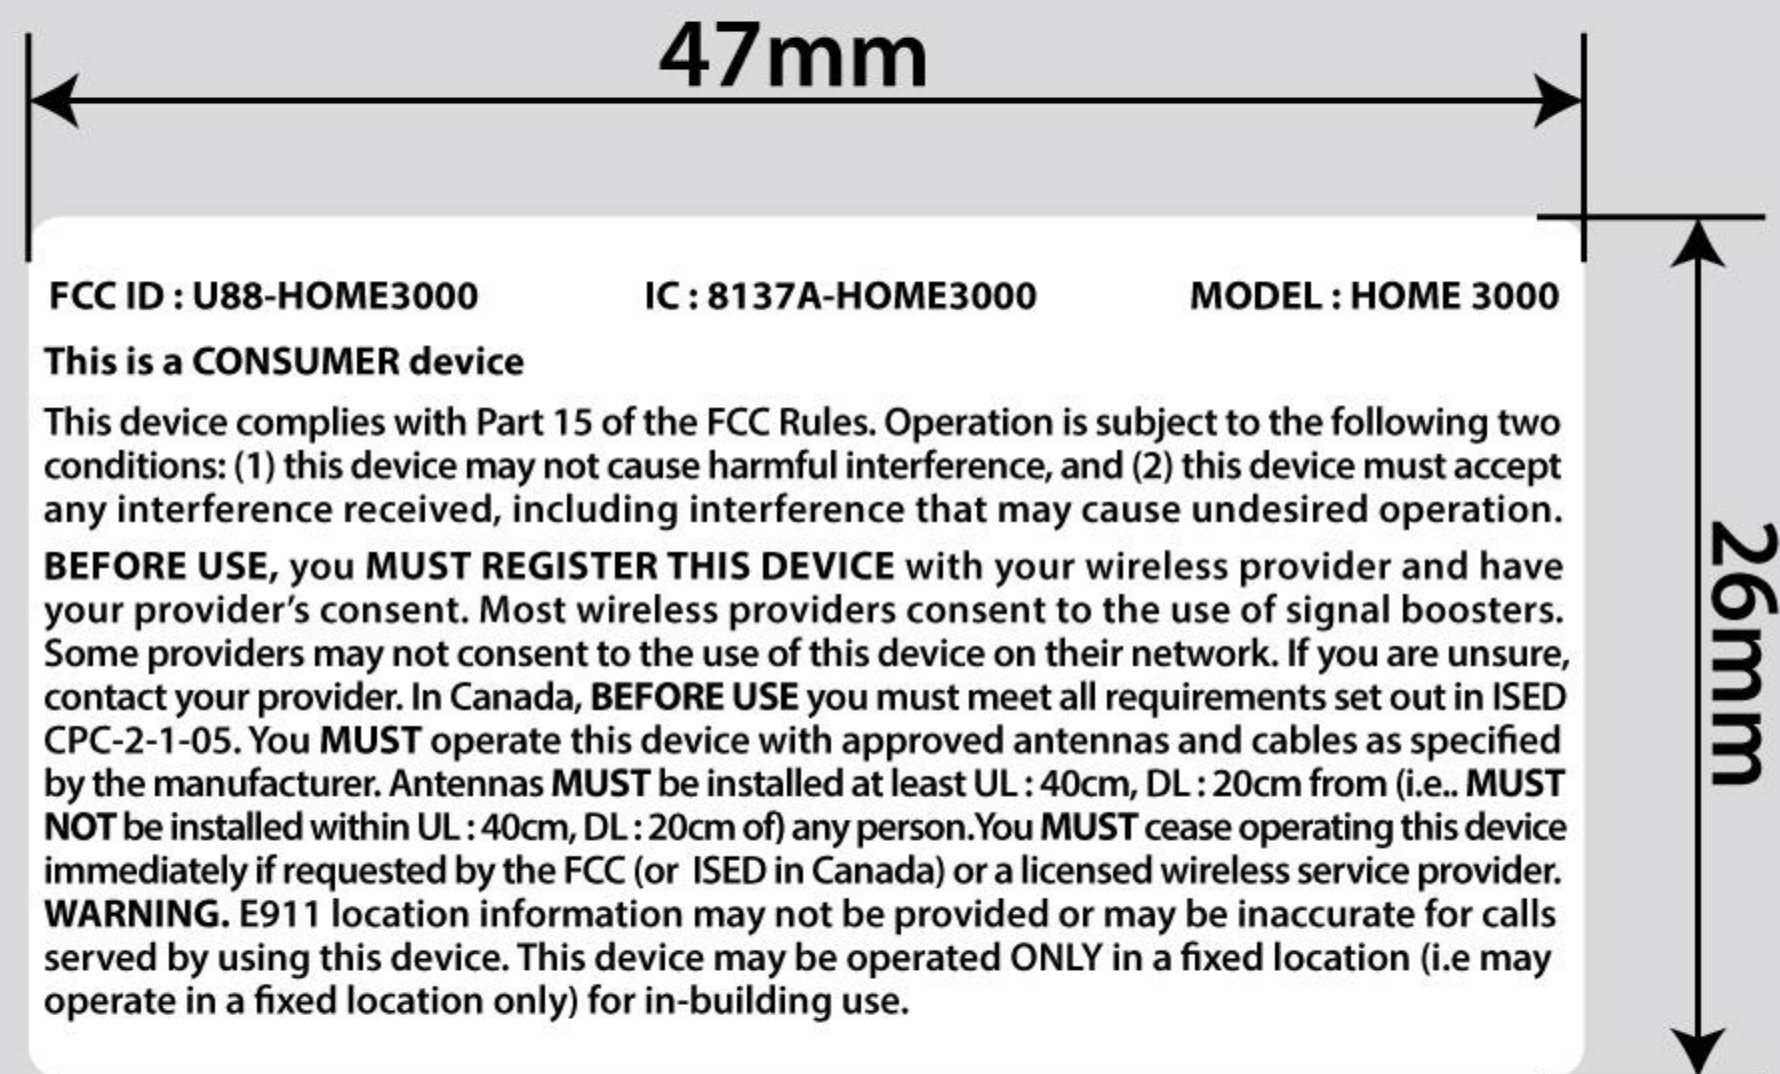 47mm
FCC ID : U88-HOME3000 IC : 8137A-HOME3000 MODEL : HOME 3000
This is a CONSUMER device
This device complies with Part 15 of the FCC Rules. Operation is subject to the following two
conditions: (1) this device may not cause harmful interference, and (2) this device must accept
any interference received, including interference that may cause undesired operation.
BEFORE USE, you MUST REGISTER THIS DEVICE with your wireless provider and have
your provider’s consent. Most wireless providers consent to the use of signal boosters.
Some providers may not consent to the use of this device on their network. If you are unsure,
contact your provider. In Canada, BEFORE USE you must meet all requirements set out in ISED
CPC-2-1-05. You MUST operate this device with approved antennas and cables as specified
by the manufacturer. Antennas MUST be installed at least UL : 40cm, DL : 20cm from (i.e.. MUST
NOT be installed within UL : 40cm, DL : 20cm of) any person.You MUST cease operating this device
immediately if requested by the FCC (or ISED in Canada) or a licensed wireless service provider.
WARNING. E911 location information may not be provided or may be inaccurate for calls
served by using this device. This device may be operated ONLY in a fixed location (i.e may
operate in a fixed location only) for in-building use.
26mm